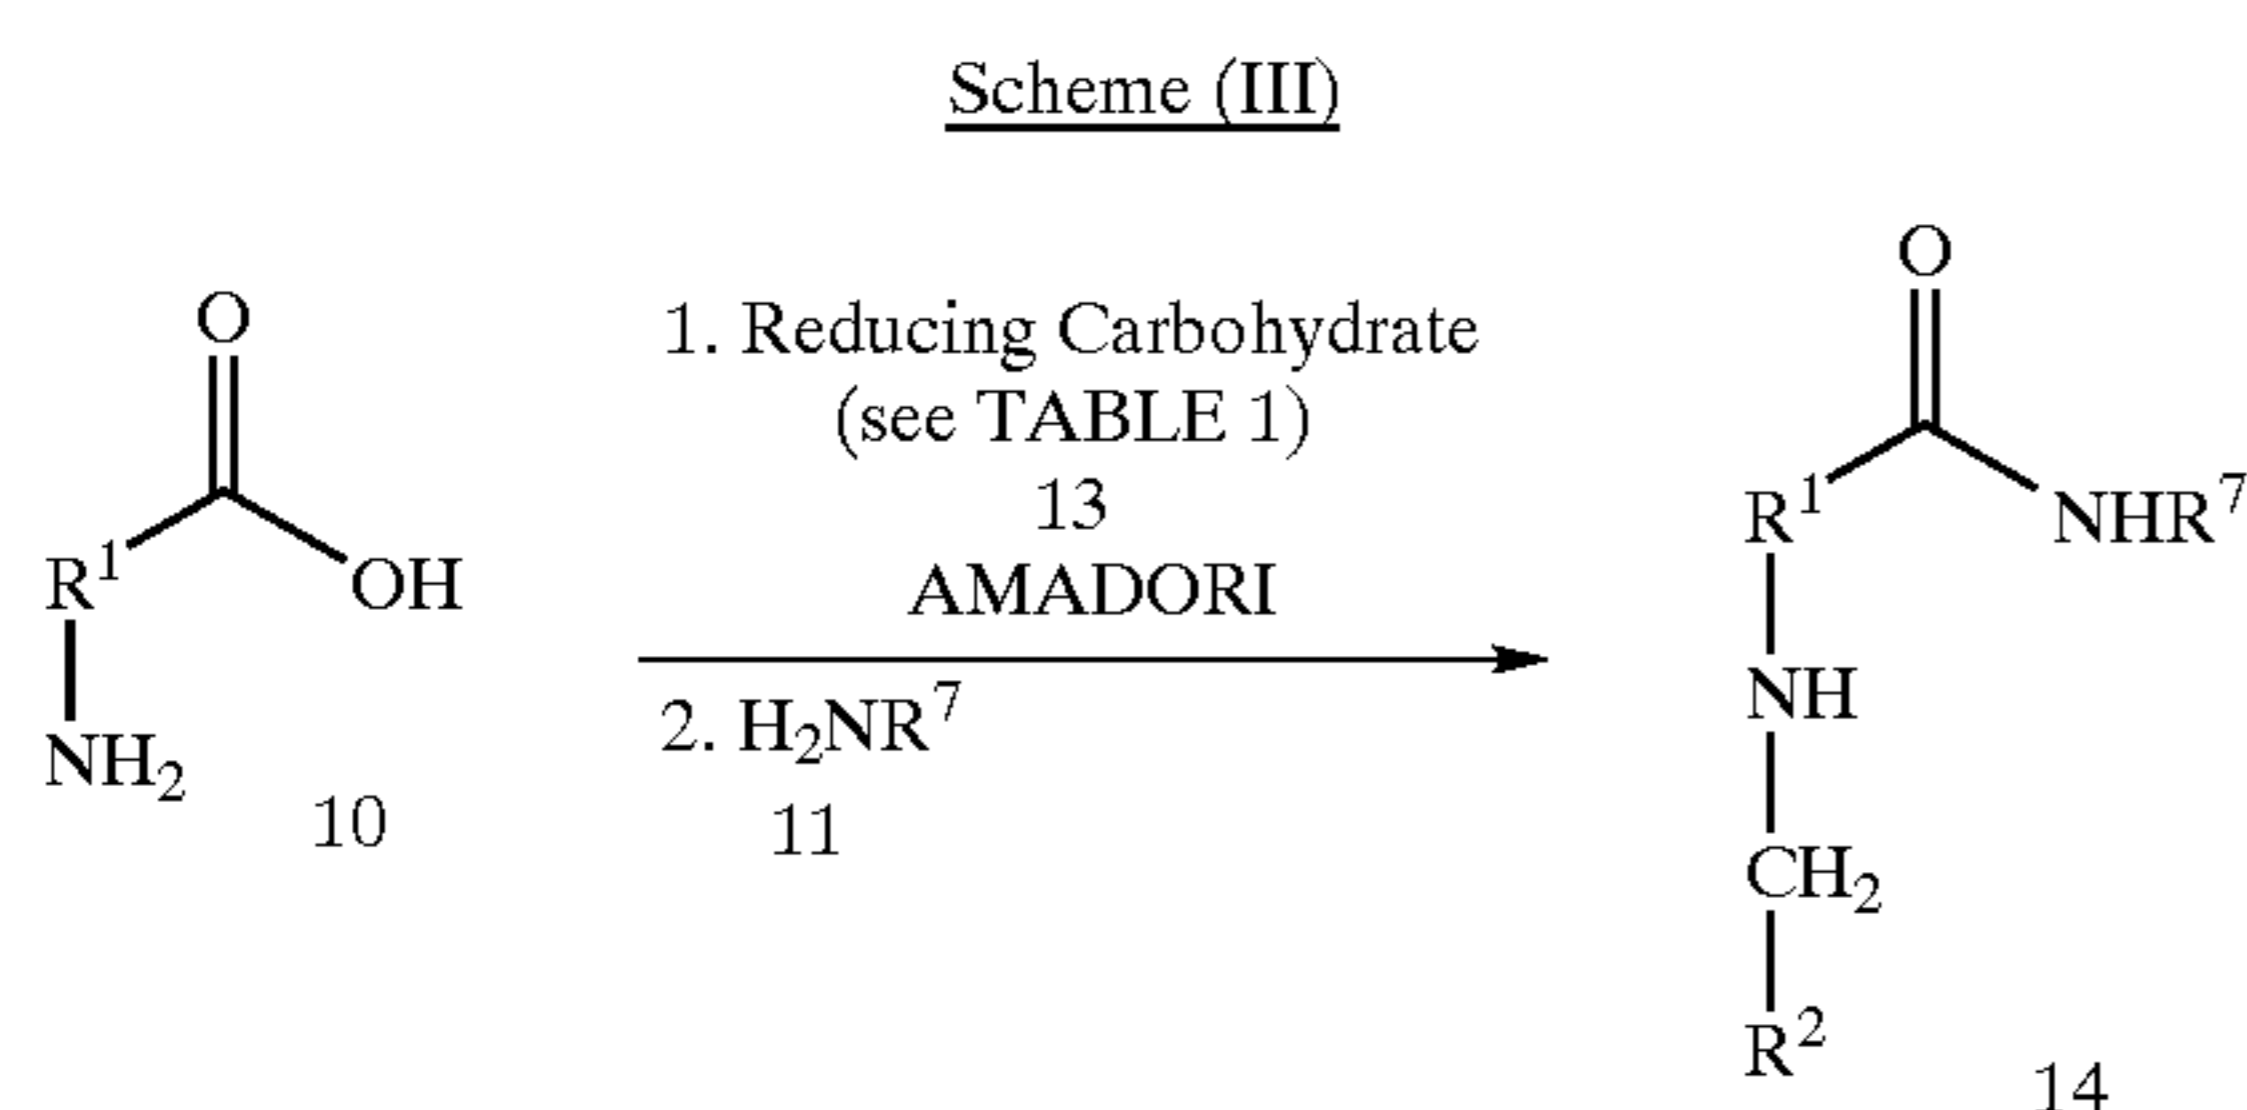 Scheme (III)
O
R¹
OH
NH₂
10
1. Reducing Carbohydrate
(see TABLE 1)
13
AMADORI
2. H₂NR⁷
11
O
R¹
NHR⁷
NH
CH₂
R²
14